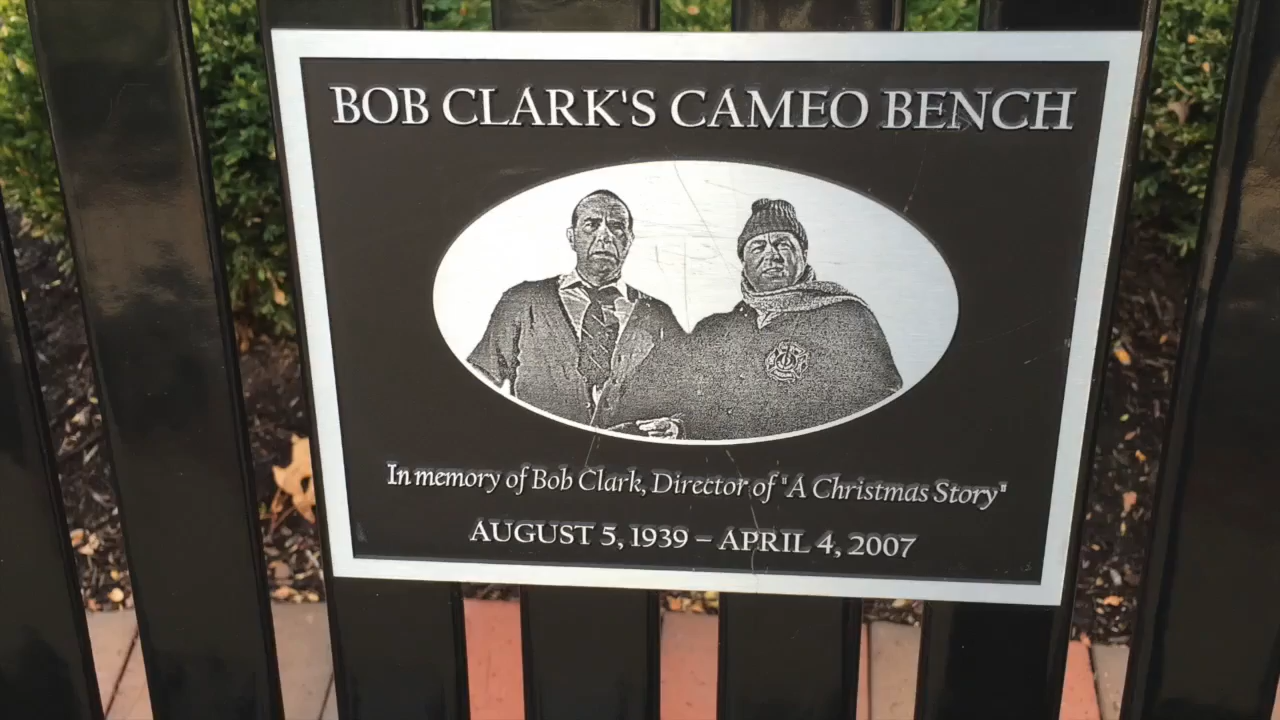 BOB CLARK'S CAMEO BENCH
In memory of Bob Clark, Director of "A Christmas Story"
AUGUST 5, 1939 – APRIL 4, 2007